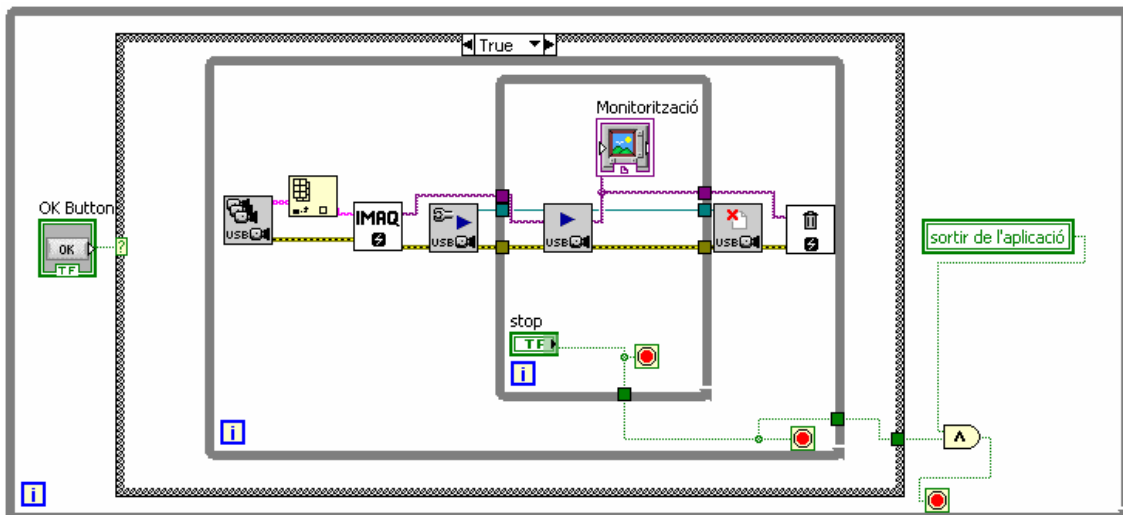 True
Monitorització
OK Button
OK
TF
?
USB
IMAQ
USB
USB
USB
sortir de l'aplicació
stop
TF
i
i
i
Λ